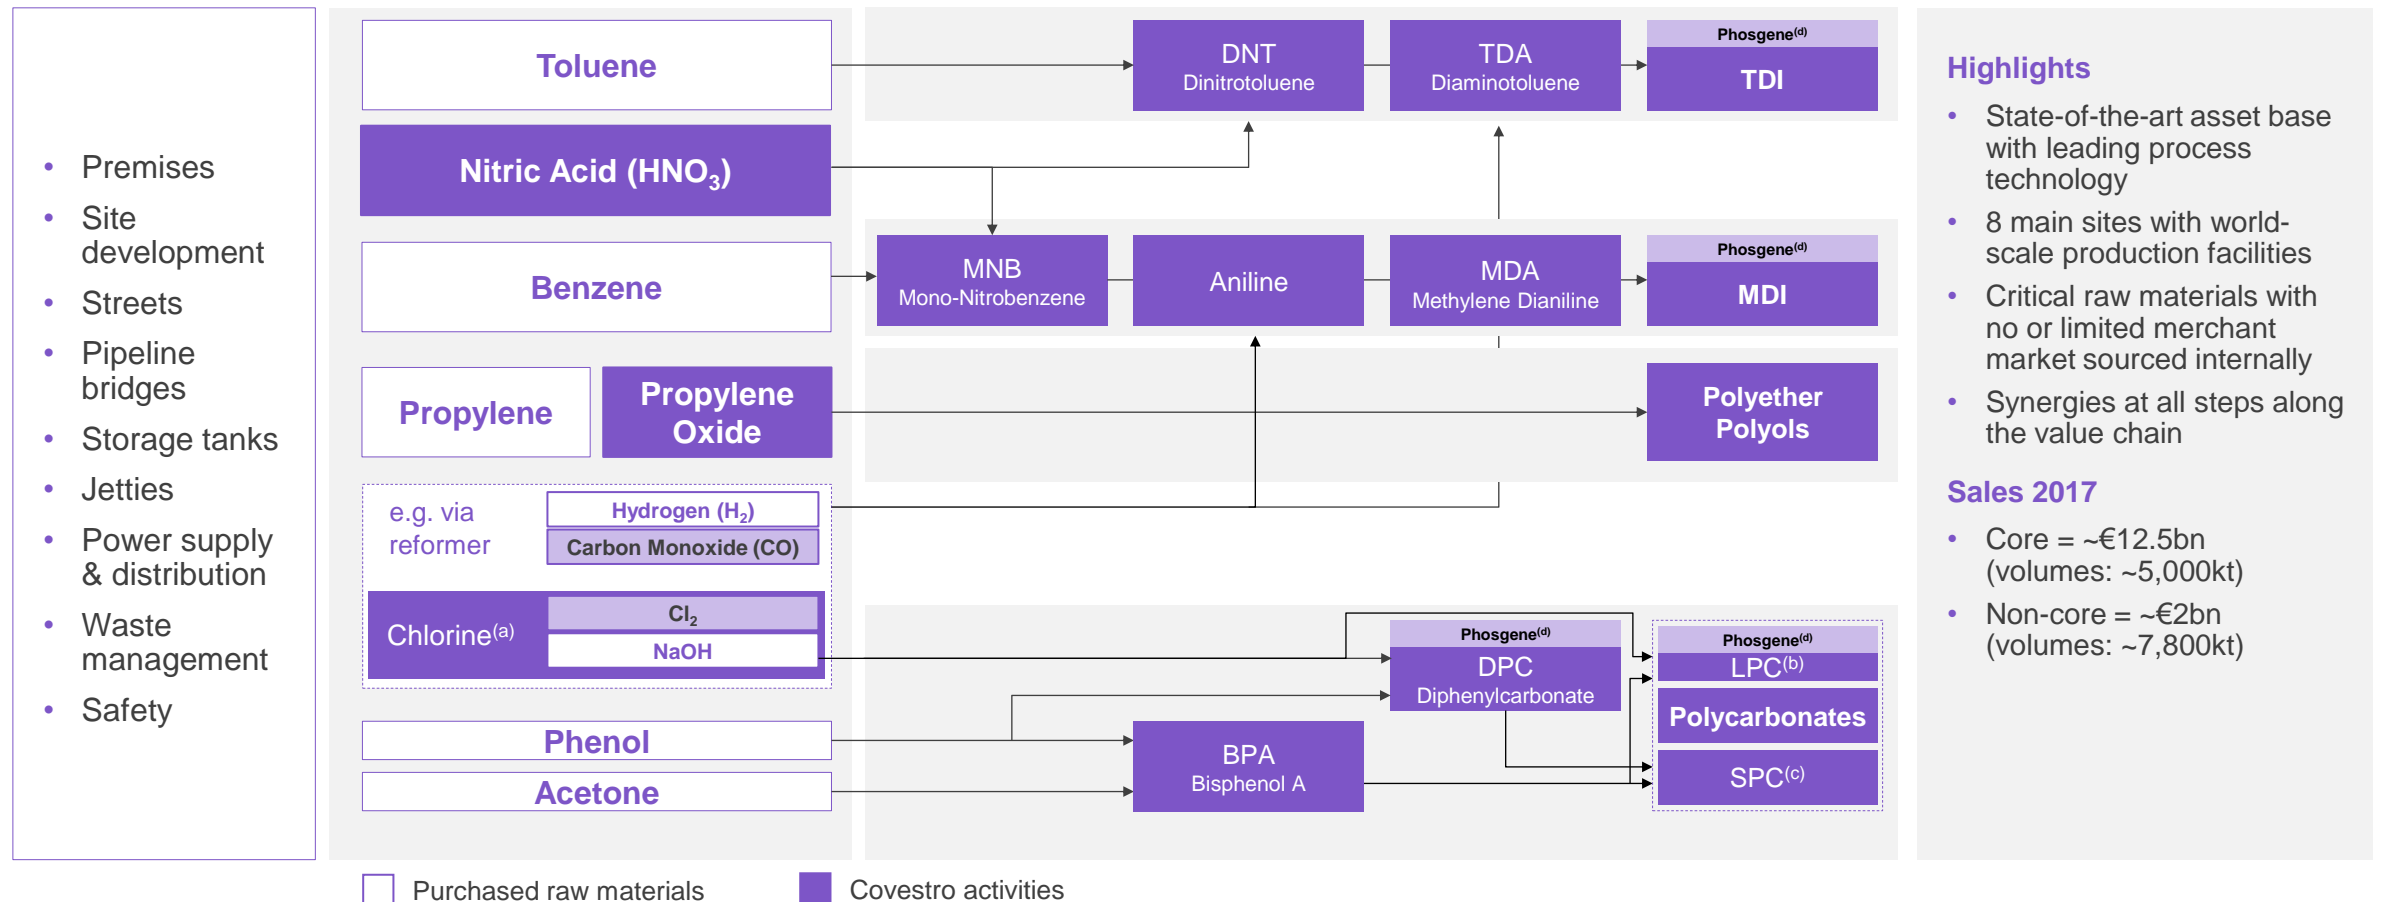 • Premises
• Site
development
• Streets
• Pipeline
bridges
• Storage tanks
• Jetties
• Power supply
& distribution
• Waste
management
• Safety
Toluene
Nitric Acid (HNO₃)
Benzene
Propylene
Propylene
Oxide
e.g. via
reformer
Hydrogen (H₂)
Carbon Monoxide (CO)
Chlorine⁽ᵃ⁾
Cl₂
NaOH
Phenol
Acetone
DNT
Dinitrotoluene
TDA
Diaminotoluene
Phosgene⁽ᵈ⁾
TDI
MNB
Mono-Nitrobenzene
Aniline
MDA
Methylene Dianiline
Phosgene⁽ᵈ⁾
MDI
Polyether
Polyols
Phosgene⁽ᵈ⁾
DPC
Diphenylcarbonate
BPA
Bisphenol A
Phosgene⁽ᵈ⁾
LPC⁽ᵇ⁾
Polycarbonates
SPC⁽ᶜ⁾
Highlights
• State-of-the-art asset base
with leading process
technology
• 8 main sites with world-
scale production facilities
• Critical raw materials with
no or limited merchant
market sourced internally
• Synergies at all steps along
the value chain
Sales 2017
• Core = ~€12.5bn
(volumes: ~5,000kt)
• Non-core = ~€2bn
(volumes: ~7,800kt)
Purchased raw materials
Covestro activities